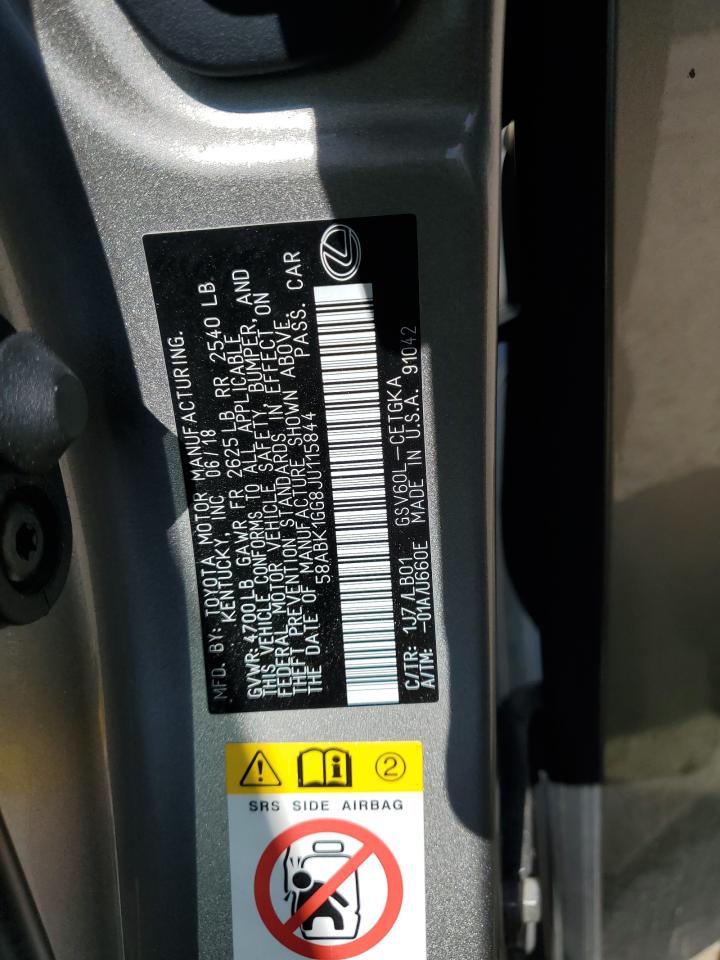 MFD. BY: TOYOTA MOTOR MANUFACTURING.
KENTUCKY, INC. 06/18
GVWR: 4700LB GAWR FR 2625LB RR 2540 LB
THIS VEHICLE CONFORMS TO ALL APPLICABLE
FEDERAL MOTOR VEHICLE SAFETY, BUMPER, AND
THEFT PREVENTION STANDARDS IN EFFECT ON
THE DATE OF MANUFACTURE SHOWN ABOVE.
58ABK1GG8JU115844 PASS. CAR
C/TR: 1J7/LB01 GSV60L-CETGKA
A/TM: -01A/U660E MADE IN U.S.A. 91042
2
SRS SIDE AIRBAG